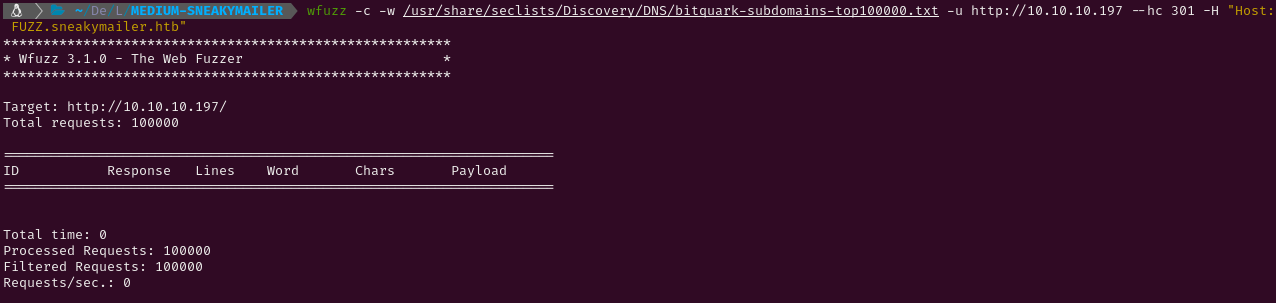 ~ De L MEDIUM-SNEAKYMAILER wfuzz -c -w /usr/share/seclists/Discovery/DNS/bitquark-subdomains-top100000.txt -u http://10.10.10.197 --hc 301 -H "Host:
FUZZ.sneakymailer.htb"
********************************************************
* Wfuzz 3.1.0 - The Web Fuzzer                         *
********************************************************
Target: http://10.10.10.197/
Total requests: 100000
=====================================================================
ID           Response   Lines    Word       Chars       Payload
=====================================================================
Total time: 0
Processed Requests: 100000
Filtered Requests: 100000
Requests/sec.: 0